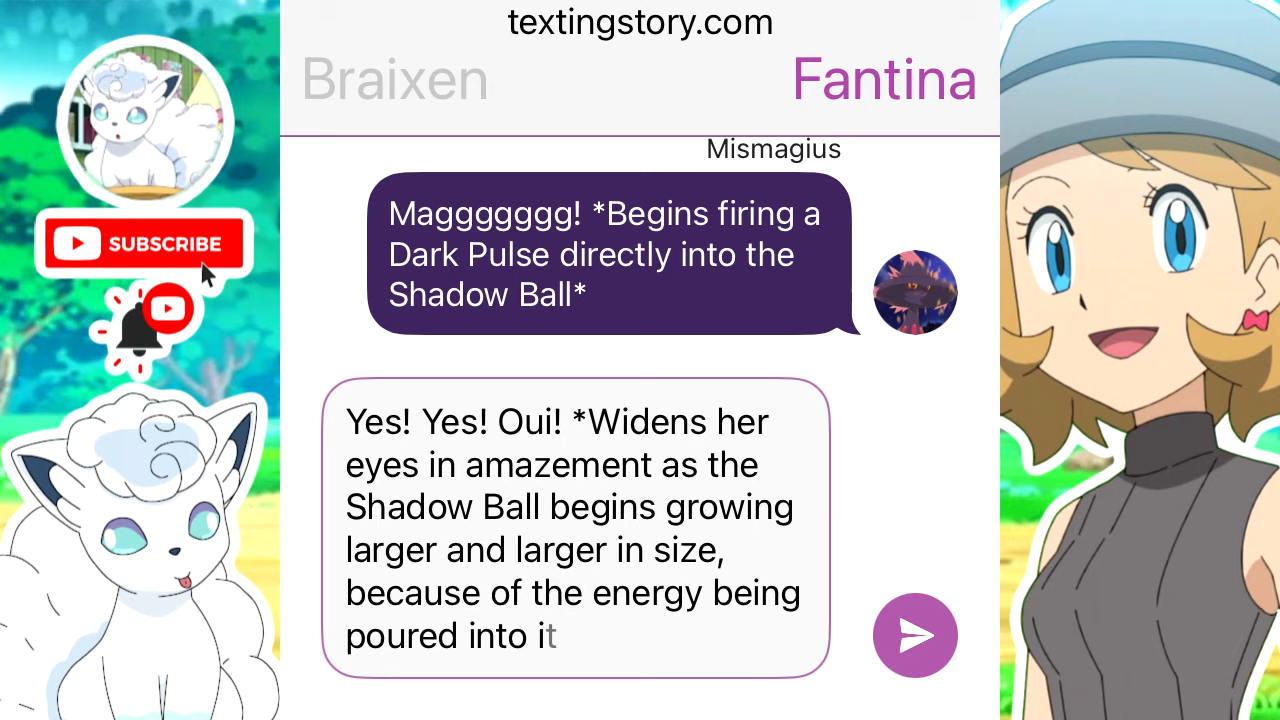 textingstory.com
Braixen
Fantina
Mismagius
Magggggggg! *Begins firing a
Dark Pulse directly into the
Shadow Ball*
SUBSCRIBE
Yes! Yes! Oui! *Widens her
eyes in amazement as the
Shadow Ball begins growing
larger and larger in size,
because of the energy being
poured into it